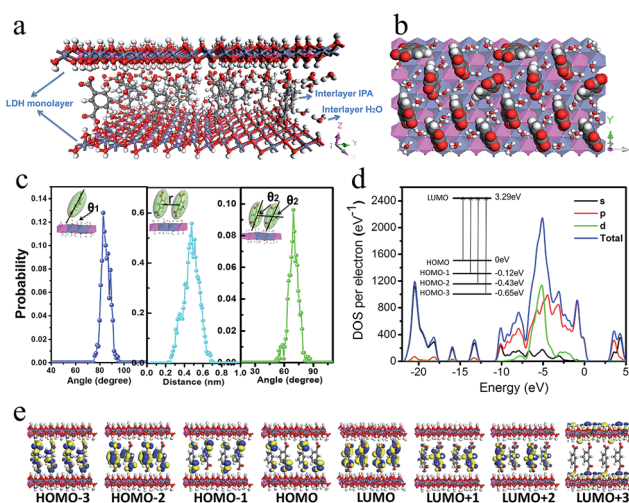 a
LDH monolayer
Interlayer IPA
Interlayer H₂O
Z
Y
b
Y
c
Probability
0.14
0.12
0.10
0.08
0.06
0.04
0.02
0.00
θ₁
40 60 80 100
Angle (degree)
0.6
0.5
0.4
0.3
0.2
0.1
0.0
r
0.0 0.2 0.4 0.6 0.8 1.0
Distance (nm)
0.10
0.08
0.06
0.04
0.02
0.00
θ₂ θ₂
30 60 90
Angle (degree)
d
DOS per electron (eV⁻¹)
2500
2000
1500
1000
500
0
LUMO 3.29eV
HOMO 0eV
HOMO-1 -0.12eV
HOMO-2 -0.43eV
HOMO-3 -0.65eV
s
p
d
Total
-20 -15 -10 -5 0 5
Energy (eV)
e
HOMO-3 HOMO-2 HOMO-1 HOMO LUMO LUMO+1 LUMO+2 LUMO+3